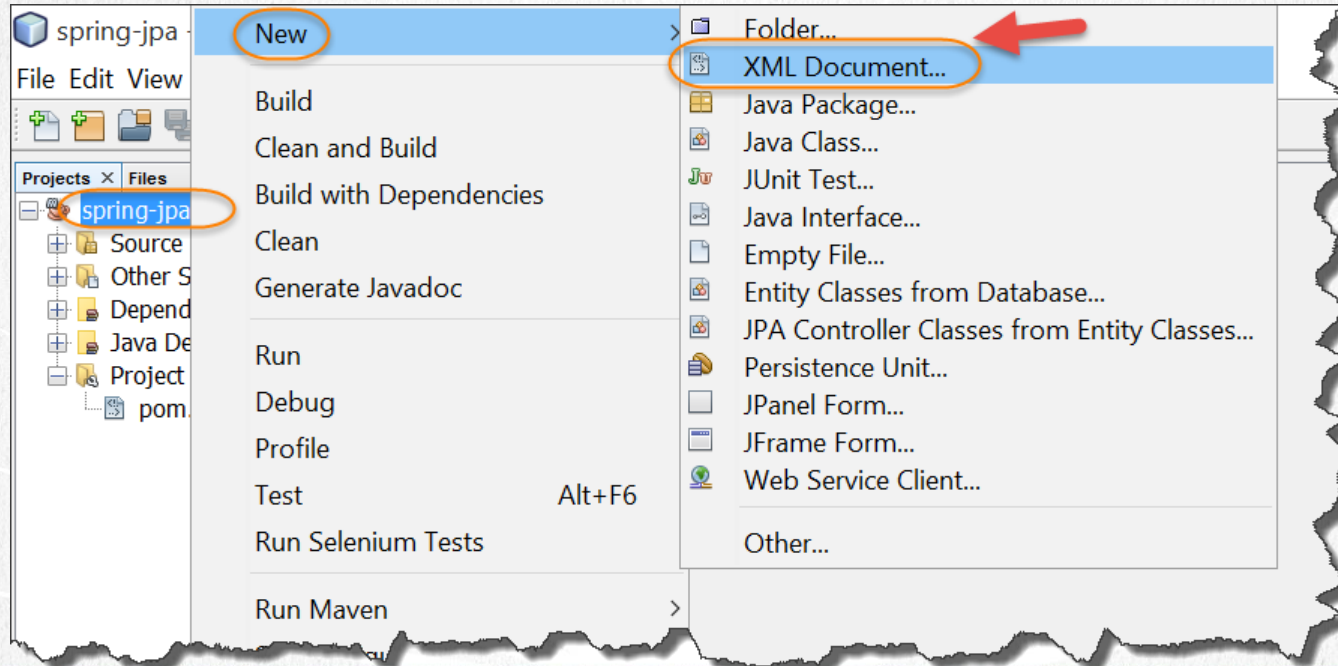 spring-jpa -
File Edit View
Projects × Files
spring-jpa
Source
Other S
Depend
Java De
Project
pom.
New
Build
Clean and Build
Build with Dependencies
Clean
Generate Javadoc
Run
Debug
Profile
Test Alt+F6
Run Selenium Tests
Run Maven
Folder...
XML Document...
Java Package...
Java Class...
JUnit Test...
Java Interface...
Empty File...
Entity Classes from Database...
JPA Controller Classes from Entity Classes...
Persistence Unit...
JPanel Form...
JFrame Form...
Web Service Client...
Other...